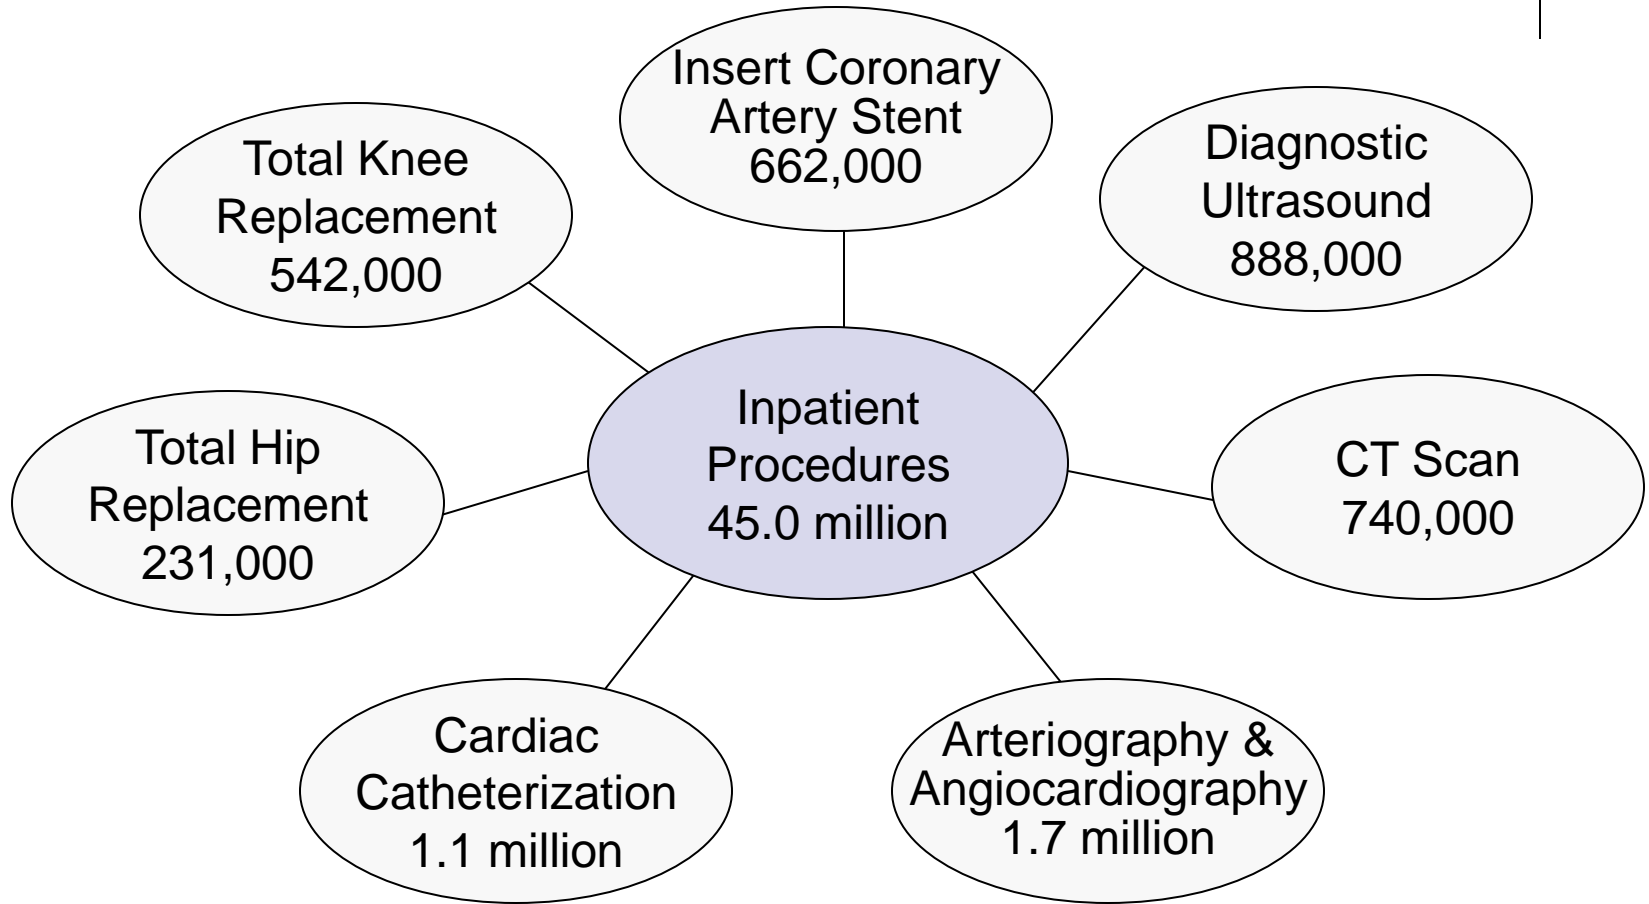 Insert Coronary
Artery Stent
662,000
Total Knee
Replacement
542,000
Diagnostic
Ultrasound
888,000
Inpatient
Procedures
45.0 million
Total Hip
Replacement
231,000
CT Scan
740,000
Cardiac
Catheterization
1.1 million
Arteriography &
Angiocardiography
1.7 million